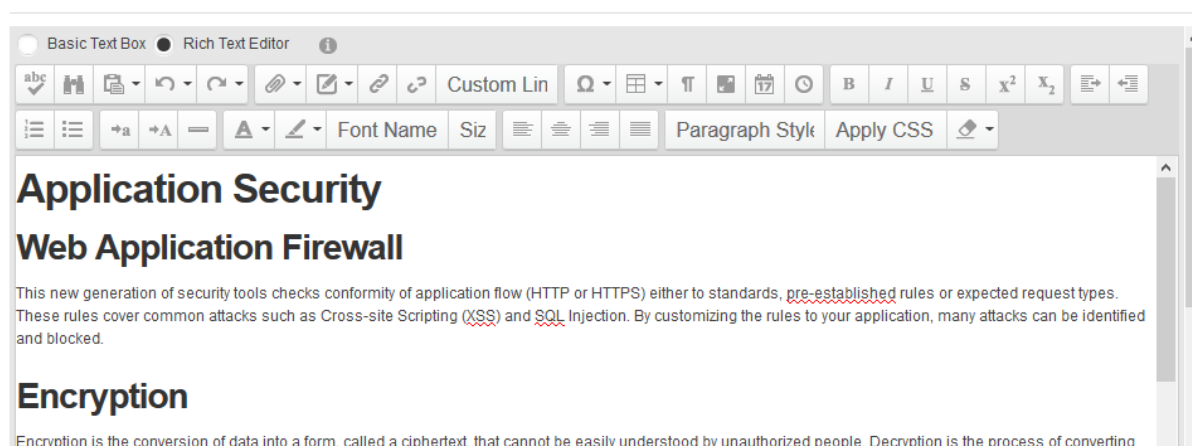 Basic Text Box Rich Text Editor
abc Custom Lin Ω ¶ 17 B I U S X² X₂
a A A Font Name Siz Paragraph Style Apply CSS
Application Security
Web Application Firewall
This new generation of security tools checks conformity of application flow (HTTP or HTTPS) either to standards, pre-established rules or expected request types.
These rules cover common attacks such as Cross-site Scripting (XSS) and SQL Injection. By customizing the rules to your application, many attacks can be identified
and blocked.
Encryption
Encryption is the conversion of data into a form, called a ciphertext, that cannot be easily understood by unauthorized people. Decryption is the process of converting